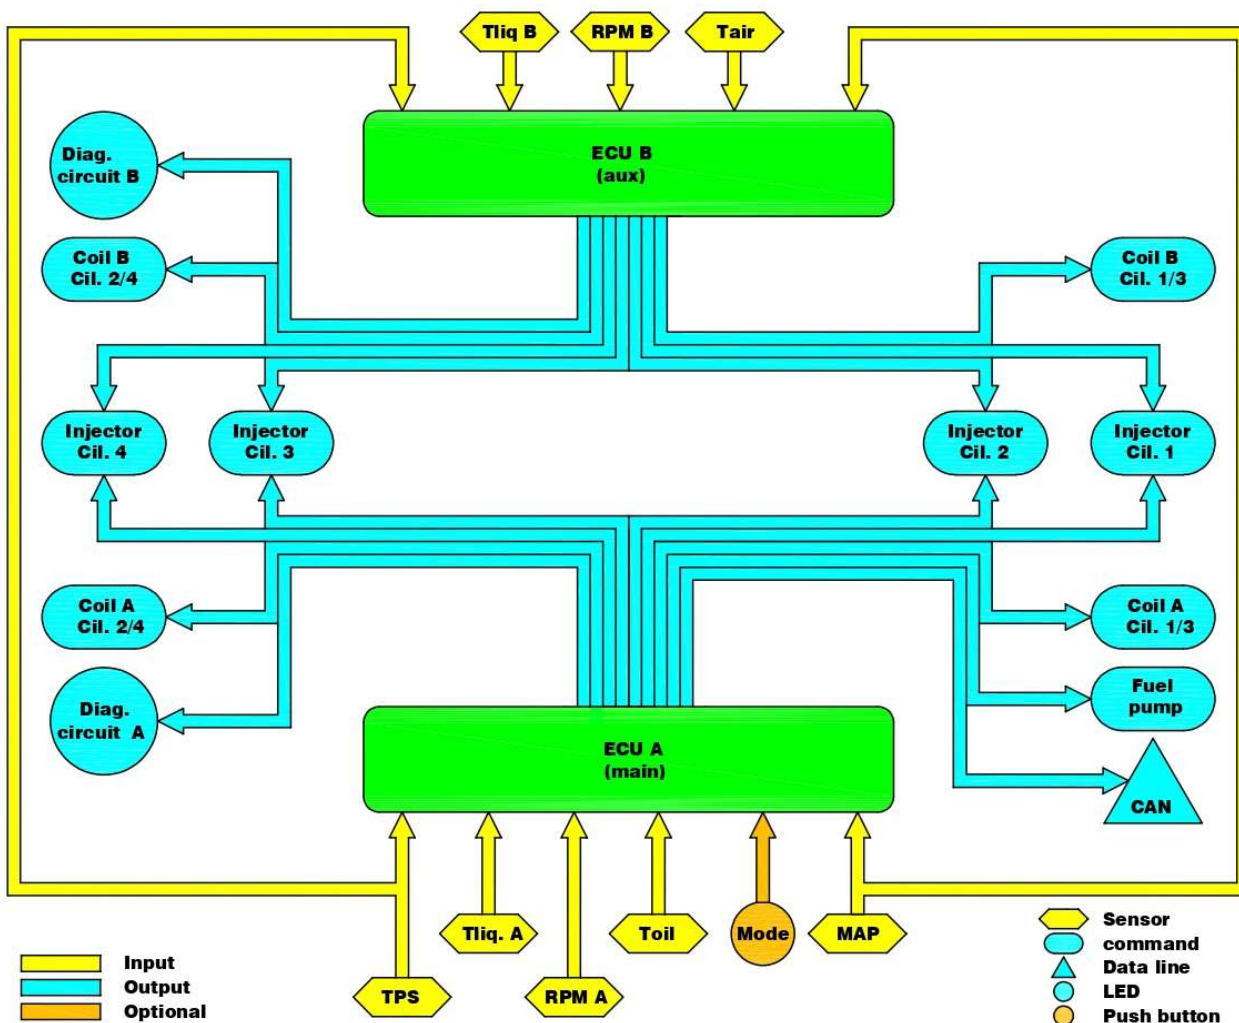 Tliq B
RPM B
Tair
ECU B
(aux)
Diag.
circuit B
Coil B
Cil. 2/4
Coil B
Cil. 1/3
Injector
Cil. 4
Injector
Cil. 3
Injector
Cil. 2
Injector
Cil. 1
Coil A
Cil. 2/4
Coil A
Cil. 1/3
Diag.
circuit A
Fuel
pump
ECU A
(main)
CAN
Tliq. A
Toil
Mode
MAP
TPS
RPM A
Input
Output
Optional
Sensor
command
Data line
LED
Push button